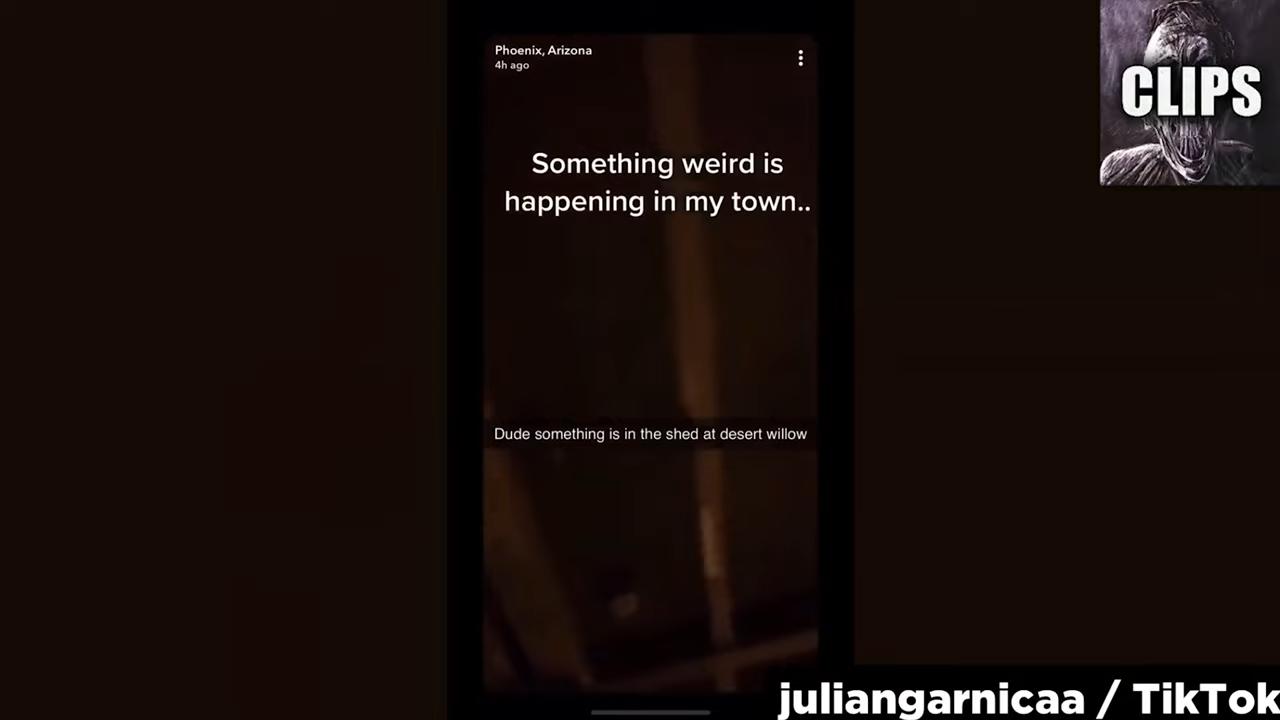 Phoenix, Arizona
4h ago
CLIPS
Something weird is
happening in my town..
Dude something is in the shed at desert willow
juliangarnicaa / TikTok